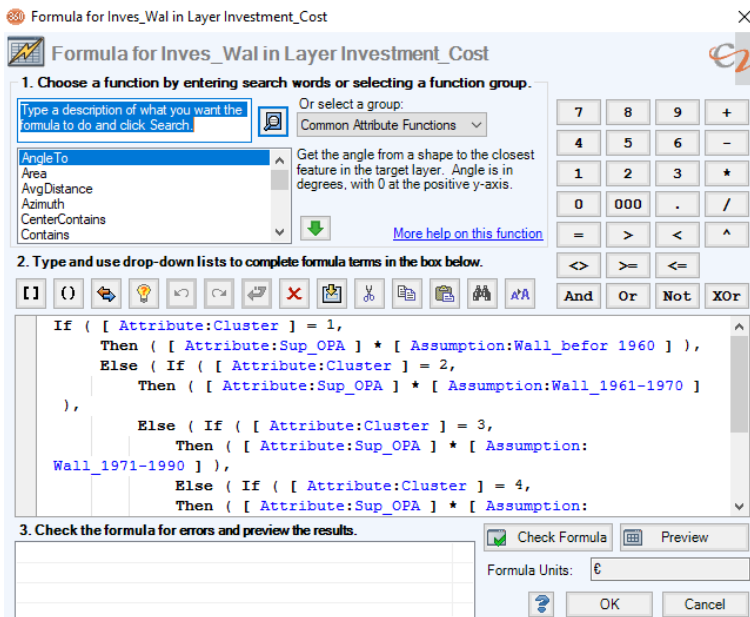 Formula for Inves_Wal in Layer Investment_Cost
Formula for Inves_Wal in Layer Investment_Cost
1. Choose a function by entering search words or selecting a function group.
Type a description of what you want the
formula to do and click Search.
Or select a group:
Common Attribute Functions
AngleTo
Area
AvgDistance
Azimuth
CenterContains
Contains
Get the angle from a shape to the closest
feature in the target layer. Angle is in
degrees, with 0 at the positive y-axis.
More help on this function
7 8 9 +
4 5 6 -
1 2 3 *
0 000 . /
= > < ^
<> >= <=
And Or Not XOr
2. Type and use drop-down lists to complete formula terms in the box below.
[] ()
If ( [ Attribute:Cluster ] = 1,
Then ( [ Attribute:Sup_OPA ] * [ Assumption:Wall_befor 1960 ] ),
Else ( If ( [ Attribute:Cluster ] = 2,
Then ( [ Attribute:Sup_OPA ] * [ Assumption:Wall_1961-1970 ]
),
Else ( If ( [ Attribute:Cluster ] = 3,
Then ( [ Attribute:Sup_OPA ] * [ Assumption:
Wall_1971-1990 ] ),
Else ( If ( [ Attribute:Cluster ] = 4,
Then ( [ Attribute:Sup_OPA ] * [ Assumption:
3. Check the formula for errors and preview the results.
Check Formula
Preview
Formula Units: €
? OK Cancel